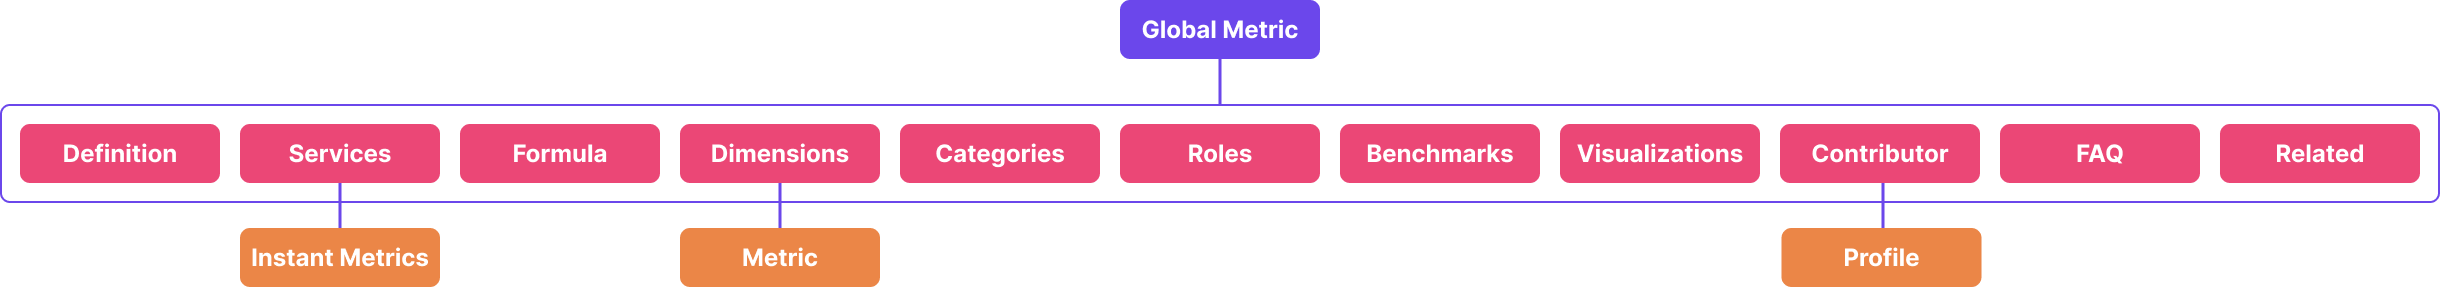 Global Metric
Definition
Services
Formula
Dimensions
Categories
Roles
Benchmarks
Visualizations
Contributor
FAQ
Related
Instant Metrics
Metric
Profile